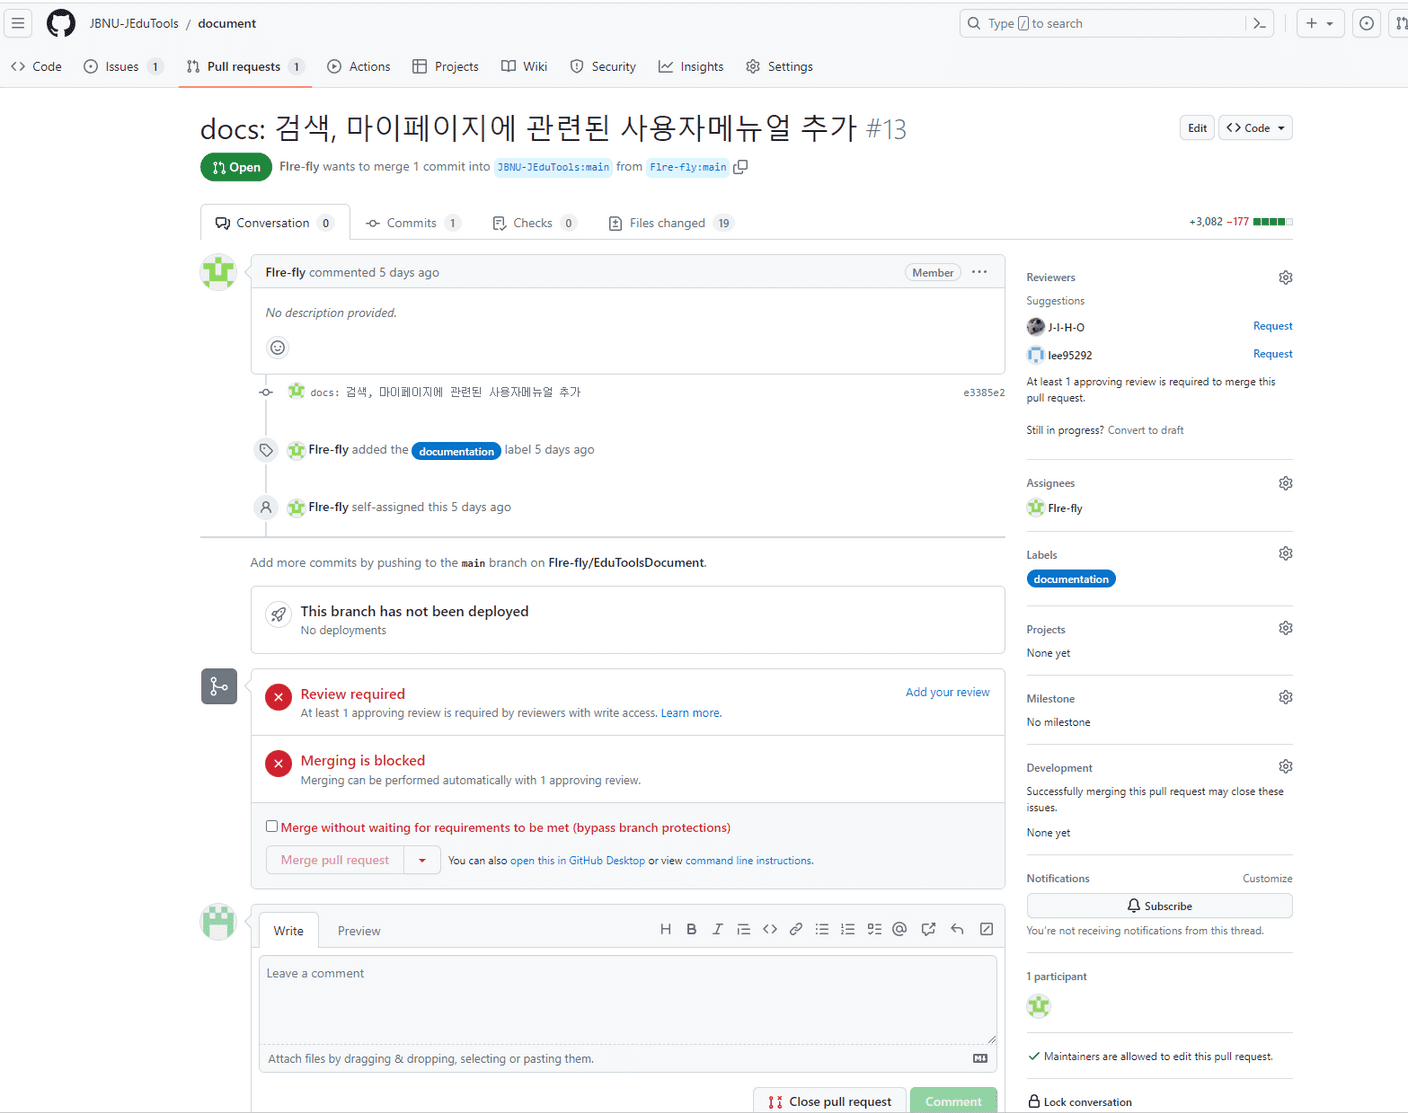 JBNU-JEduTools / document
Type / to search
Code
Issues 1
Pull requests 1
Actions
Projects
Wiki
Security
Insights
Settings
docs: 검색, 마이페이지에 관련된 사용자메뉴얼 추가 #13
Edit
Code
Open
FIre-fly wants to merge 1 commit into JBNU-JEduTools:main from FIre-fly:main
Conversation 0
Commits 1
Checks 0
Files changed 19
+3,082 −177
FIre-fly commented 5 days ago
Member
No description provided.
docs: 검색, 마이페이지에 관련된 사용자메뉴얼 추가
e3385e2
FIre-fly added the documentation label 5 days ago
FIre-fly self-assigned this 5 days ago
Add more commits by pushing to the main branch on FIre-fly/EduToolsDocument.
This branch has not been deployed
No deployments
Review required
Add your review
At least 1 approving review is required by reviewers with write access. Learn more.
Merging is blocked
Merging can be performed automatically with 1 approving review.
Merge without waiting for requirements to be met (bypass branch protections)
Merge pull request
You can also open this in GitHub Desktop or view command line instructions.
Write
Preview
Leave a comment
Attach files by dragging & dropping, selecting or pasting them.
Close pull request
Comment
Reviewers
Suggestions
J-I-H-O
Request
lee95292
Request
At least 1 approving review is required to merge this
pull request.
Still in progress? Convert to draft
Assignees
FIre-fly
Labels
documentation
Projects
None yet
Milestone
No milestone
Development
Successfully merging this pull request may close these
issues.
None yet
Notifications
Customize
Subscribe
You're not receiving notifications from this thread.
1 participant
Maintainers are allowed to edit this pull request.
Lock conversation